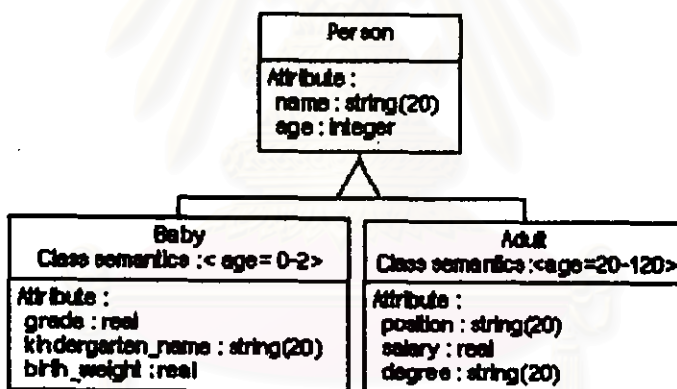 Person
Attribute :
name : string(20)
age : integer
Baby
Class semantics :< age = 0-2>
Attribute :
grade : real
kindergarten_name : string(20)
birth_weight : real
Adult
Class semantics :<age=20-120>
Attribute :
position : string(20)
salary : real
degree : string(20)